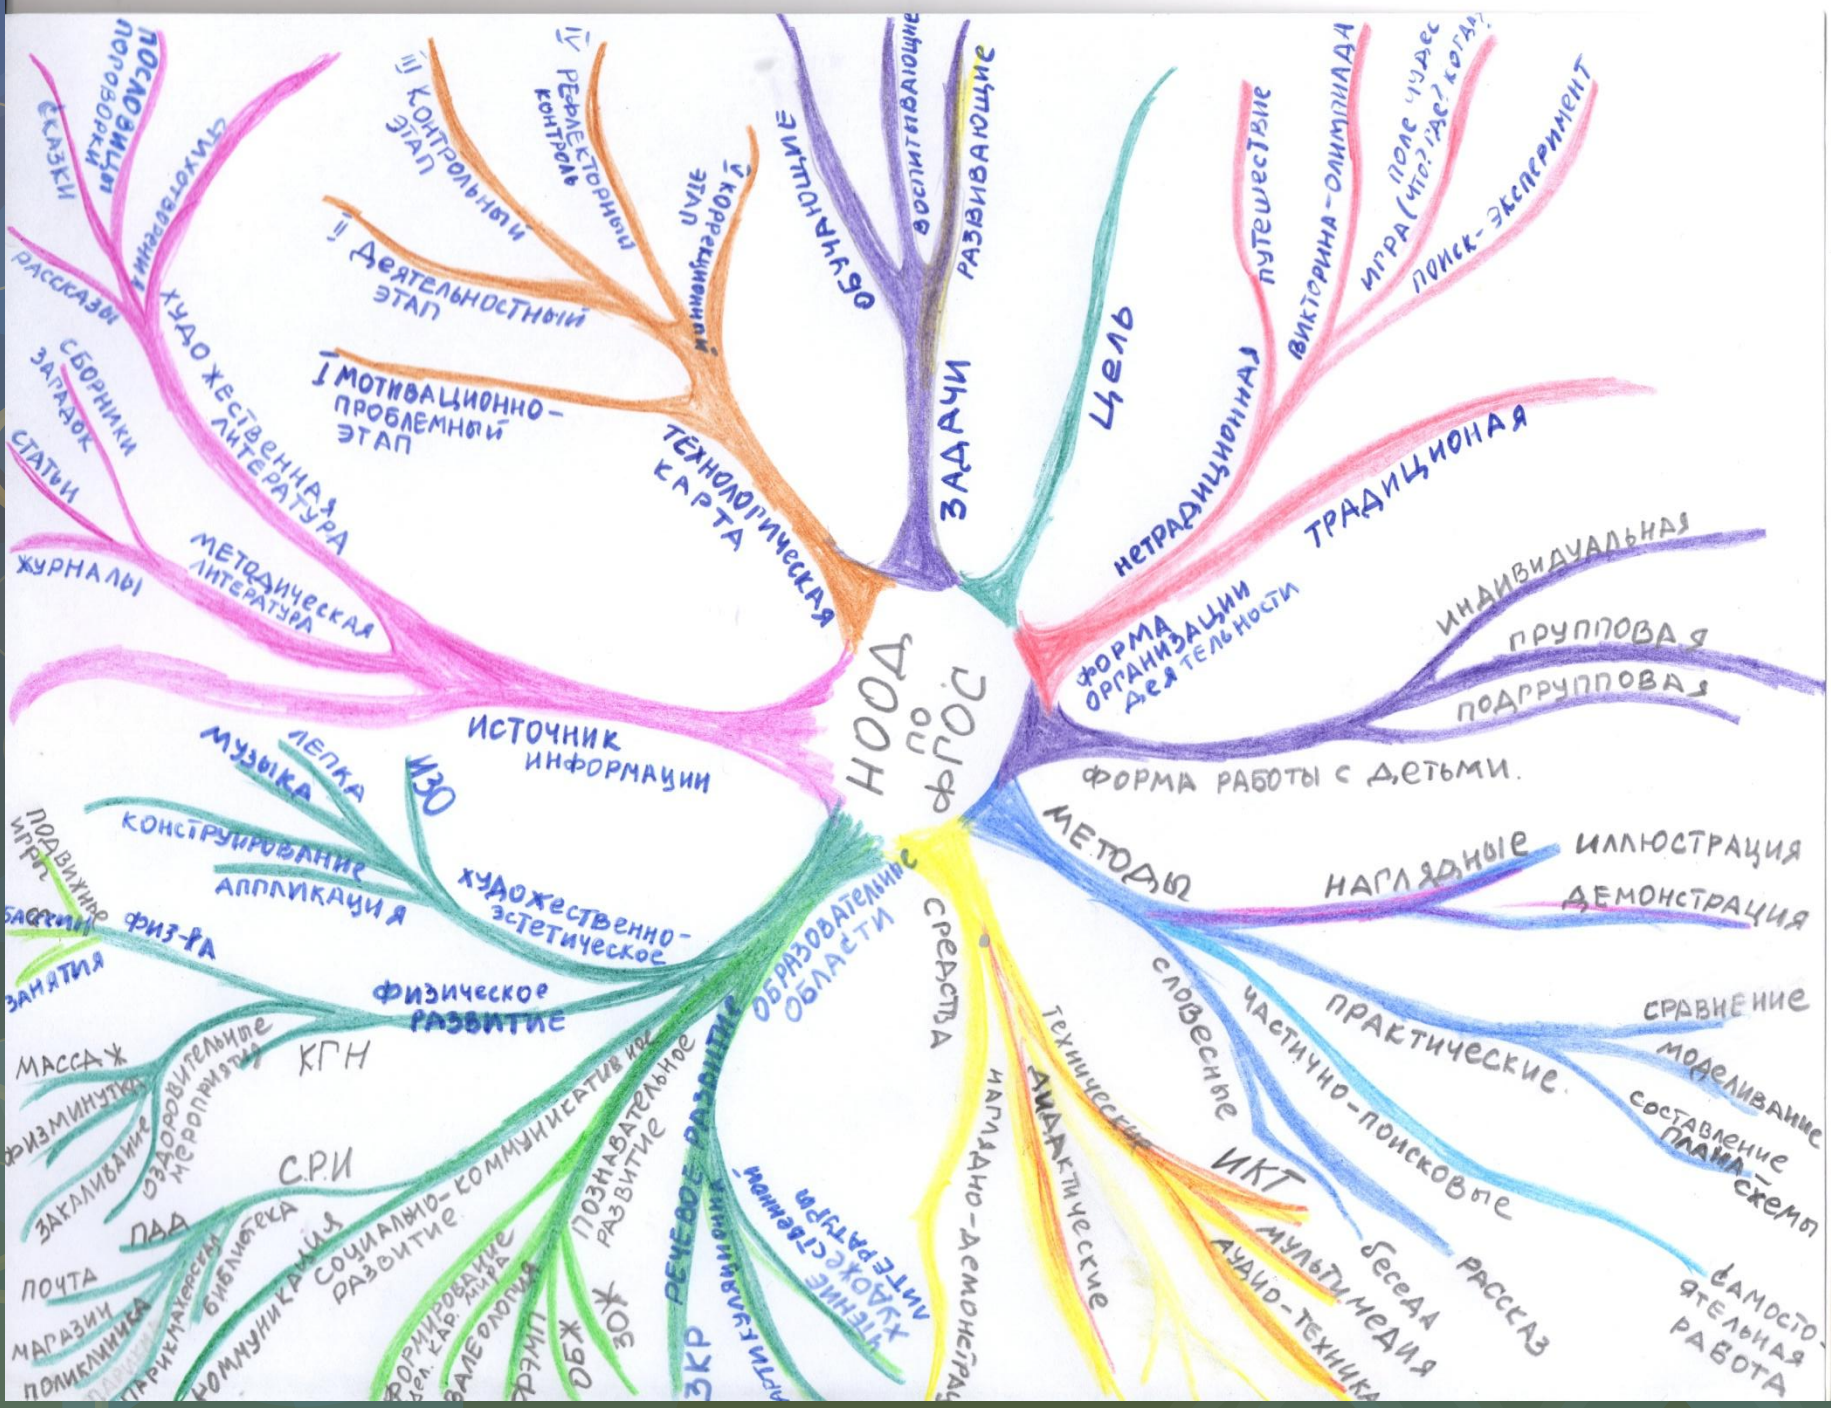 НООД
ПО
ФГОС
ЗАДАЧИ
ОБУЧАЮЩИЕ
ВОСПИТЫВАЮЩИЕ
РАЗВИВАЮЩИЕ
ЦЕЛЬ
ФОРМА
ОРГАНИЗАЦИИ
ДЕЯТЕЛЬНОСТИ
НЕТРАДИЦИОННАЯ
ПУТЕШЕСТВИЕ
ВИКТОРИНА-ОЛИМПИАДА
ПОЛЕ ЧУДЕС
ИГРА (ЧТО? ГДЕ? КОГДА?
ПОИСК-ЭКСПЕРИМЕНТ
ТРАДИЦИОНАЯ
ФОРМА РАБОТЫ С ДЕТЬМИ.
ИНДИВИДУАЛЬНАЯ
ГРУППОВАЯ
ПОДГРУППОВАЯ
МЕТОДЫ
НАГЛЯДНЫЕ
ИЛЛЮСТРАЦИЯ
ДЕМОНСТРАЦИЯ
ПРАКТИЧЕСКИЕ.
СРАВНЕНИЕ
МОДЕЛИВАНИЕ
СОСТАВЛЕНИЕ
ПЛАНА-
СХЕМЫ
ЧАСТИЧНО-ПОИСКОВЫЕ
САМОСТО-
ЯТЕЛЬНАЯ
РАБОТА
СЛОВЕСНЫЕ
БЕСЕДА
РАССКАЗ
СРЕДСТВА
ТЕХНИЧЕСКИЕ
ИКТ
МУЛЬТИМЕДИЯ
АУДИО-ТЕХНИКА
ДИДАКТИЧЕСКИЕ
НАГЛЯДНО-ДЕМОНСТРАЦ
ОБРАЗОВАТЕЛЬНЫЕ
ОБЛАСТИ
РЕЧЕВОЕ РАЗВИТИЕ
ЧТЕНИЕ
ХУДОЖЕСТВЕННОЙ
ЛИТЕРАТУРЫ
ЗКР
ПОЗНАВАТЕЛЬНОЕ
РАЗВИТИЕ
ЗОЖ
ОБЖ
ФЭМП
ВАЛЕОЛОГИЯ
ФОРМИРОВАНИЕ
ЦЕЛ. КАР. МИРА
СОЦИАЛЬНО-КОММУНИКАТИВНОЕ
РАЗВИТИЕ.
КОММУНИКАЦИЯ
С.Р.И
БИБЛИОТЕКА
ПАРИКМАХЕРСКАЯ
ПДД
ПОЧТА
МАГАЗИН
ПОЛИКЛИНИКА
ФИЗИЧЕСКОЕ
РАЗВИТИЕ
КГН
ОЗДОРОВИТЕЛЬНЫЕ
МЕРОПРИЯТИЯ
МАССАЖ
ФИЗМИНУТКА
ЗАКАЛИВАНИЕ
ФИЗ-РА
ПОДВИЖНЫЕ
ИГРЫ
БАССЕЙН
ЗАНЯТИЯ
ХУДОЖЕСТВЕННО-
ЭСТЕТИЧЕСКОЕ
ИЗО
ЛЕПКА
МУЗЫКА
КОНСТРУИРОВАНИЕ
АППЛИКАЦИЯ
ИСТОЧНИК
ИНФОРМАЦИИ
МЕТОДИЧЕСКАЯ
ЛИТЕРАТУРА
ЖУРНАЛЫ
СТАТЬИ
СБОРНИКИ
ЗАГАДОК
ХУДОЖЕСТВЕННАЯ
ЛИТЕРАТУРА
РАССКАЗЫ
СКАЗКИ
ПОСЛОВИЦЫ
ПОГОВОРКИ
СТИХОТВОРЕНИЯ
ТЕХНОЛОГИЧЕСКАЯ
КАРТА
I МОТИВАЦИОННО-
ПРОБЛЕМНЫЙ
ЭТАП
II ДЕЯТЕЛЬНОСТНЫЙ
ЭТАП
III КОНТРОЛЬНЫЙ
ЭТАП
IV РЕФЛЕКТОРНЫЙ
КОНТРОЛЬ
V КОРРЕКЦИОННЫЙ
ЭТАП